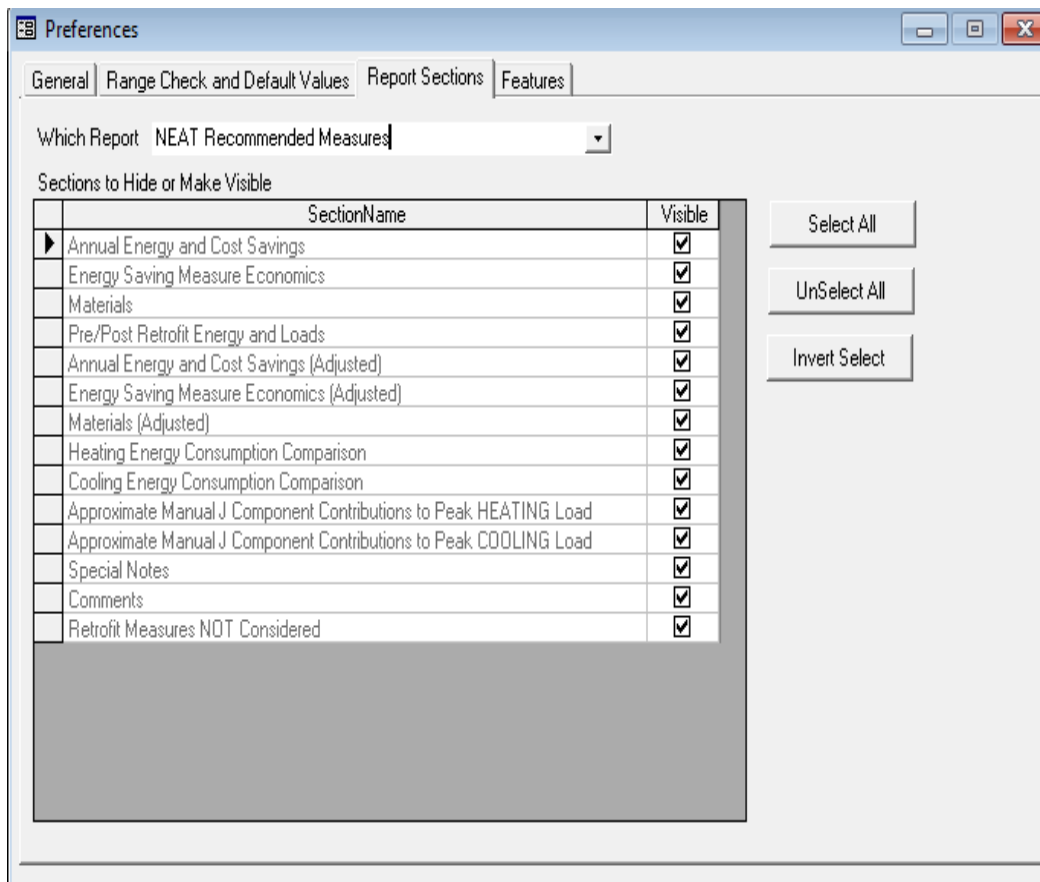 Preferences
General Range Check and Default Values Report Sections Features
Which Report NEAT Recommended Measures
Sections to Hide or Make Visible
SectionName Visible
Annual Energy and Cost Savings
Energy Saving Measure Economics
Materials
Pre/Post Retrofit Energy and Loads
Annual Energy and Cost Savings (Adjusted)
Energy Saving Measure Economics (Adjusted)
Materials (Adjusted)
Heating Energy Consumption Comparison
Cooling Energy Consumption Comparison
Approximate Manual J Component Contributions to Peak HEATING Load
Approximate Manual J Component Contributions to Peak COOLING Load
Special Notes
Comments
Retrofit Measures NOT Considered
Select All
UnSelect All
Invert Select